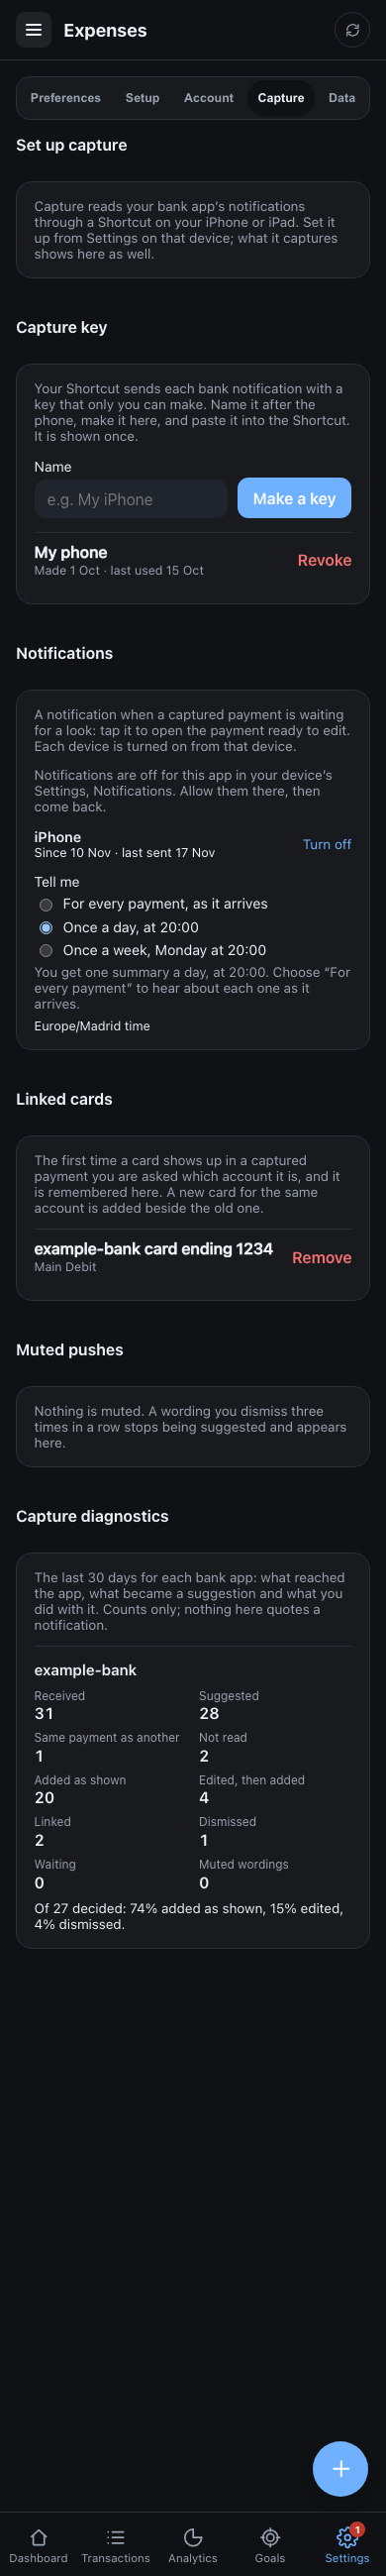 Expenses
Preferences Setup Account Capture Data
Set up capture
Capture reads your bank app's notifications
through a Shortcut on your iPhone or iPad. Set it
up from Settings on that device; what it captures
shows here as well.
Capture key
Your Shortcut sends each bank notification with a
key that only you can make. Name it after the
phone, make it here, and paste it into the Shortcut.
It is shown once.
Name
e.g. My iPhone
Make a key
My phone
Made 1 Oct · last used 15 Oct
Revoke
Notifications
A notification when a captured payment is waiting
for a look: tap it to open the payment ready to edit.
Each device is turned on from that device.
Notifications are off for this app in your device's
Settings, Notifications. Allow them there, then
come back.
iPhone
Since 10 Nov · last sent 17 Nov
Turn off
Tell me
For every payment, as it arrives
Once a day, at 20:00
Once a week, Monday at 20:00
You get one summary a day, at 20:00. Choose “For
every payment” to hear about each one as it
arrives.
Europe/Madrid time
Linked cards
The first time a card shows up in a captured
payment you are asked which account it is, and it
is remembered here. A new card for the same
account is added beside the old one.
example-bank card ending 1234
Main Debit
Remove
Muted pushes
Nothing is muted. A wording you dismiss three
times in a row stops being suggested and appears
here.
Capture diagnostics
The last 30 days for each bank app: what reached
the app, what became a suggestion and what you
did with it. Counts only; nothing here quotes a
notification.
example-bank
Received Suggested
31 28
Same payment as another Not read
1 2
Added as shown Edited, then added
20 4
Linked Dismissed
2 1
Waiting Muted wordings
0 0
Of 27 decided: 74% added as shown, 15% edited,
4% dismissed.
1
Dashboard Transactions Analytics Goals Settings